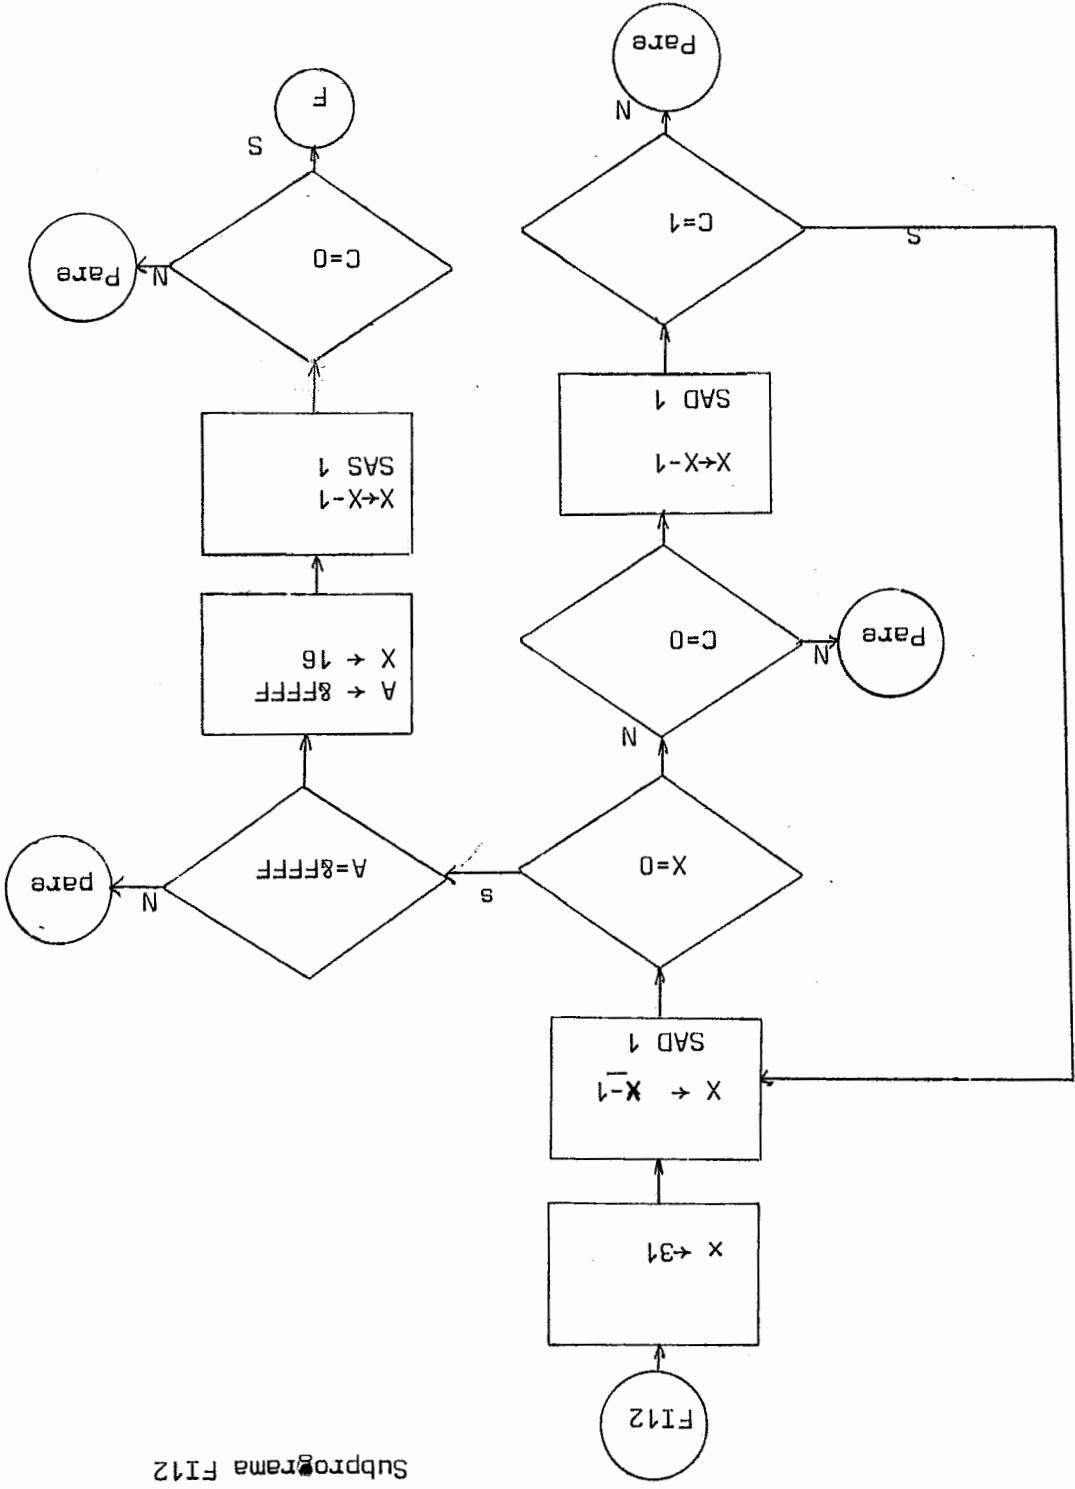 Subprograma FI12
FI12
x ←31
X ← X-1
SAD 1
X=0
s
A=&FFFF
N
pare
N
C=0
N
Pare
X←X-1
SAD 1
C=1
S
N
Pare
A ← &FFFF
X ← 16
X←X-1
SAS 1
C=0
N
Pare
S
F